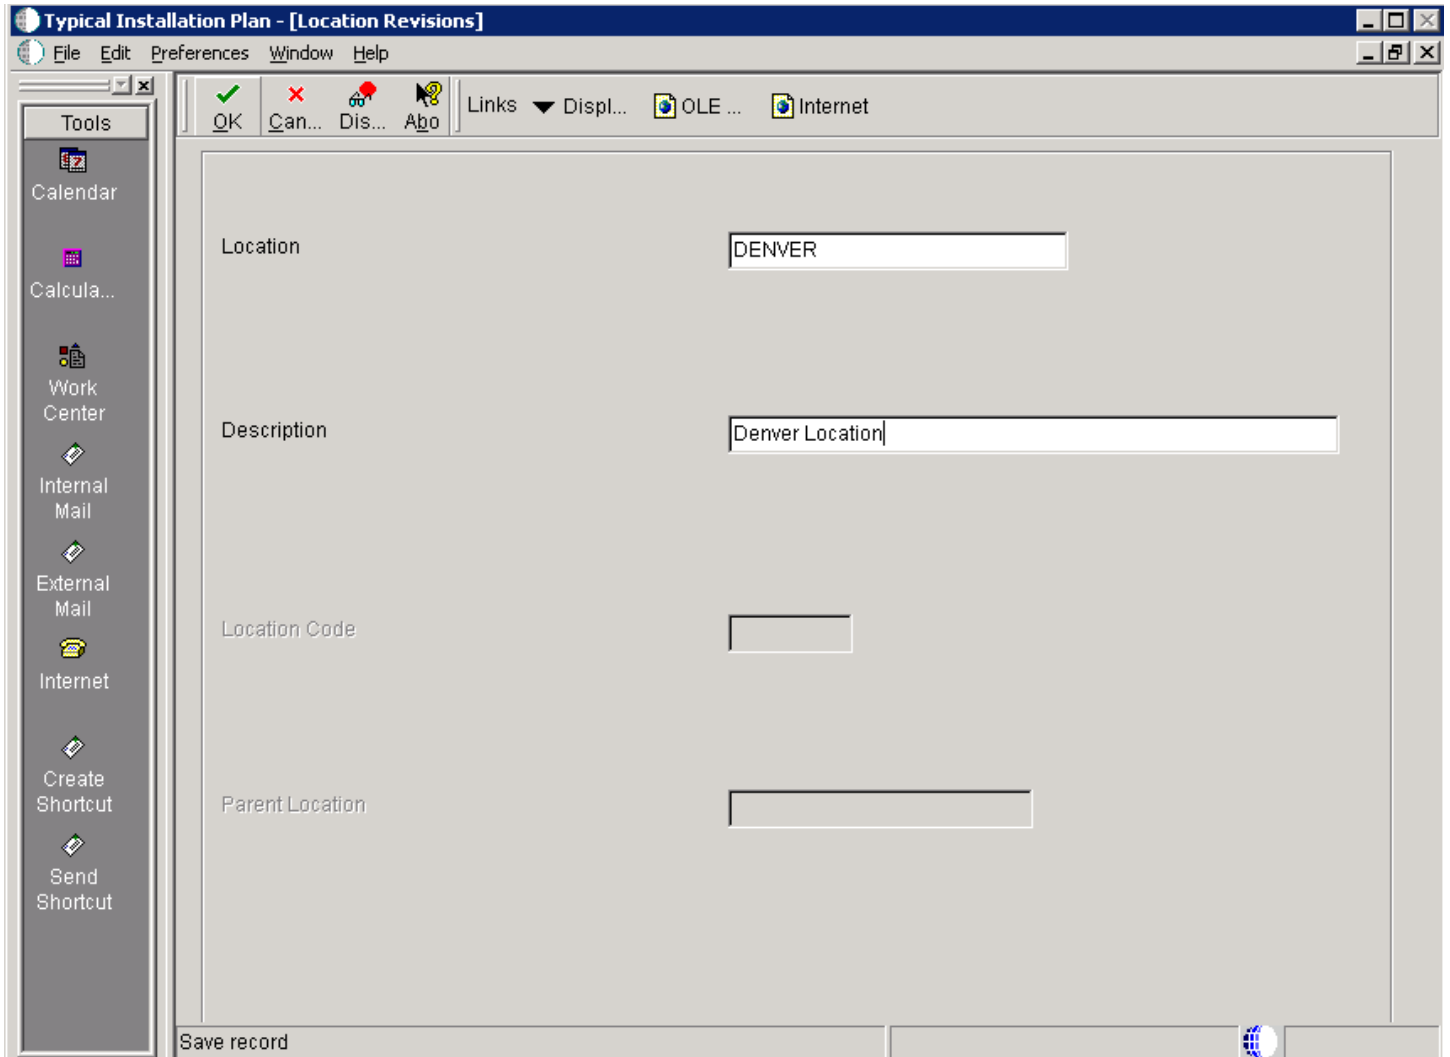 Typical Installation Plan - [Location Revisions]
File Edit Preferences Window Help
Tools
Calendar
Calcula...
Work
Center
Internal
Mail
External
Mail
Internet
Create
Shortcut
Send
Shortcut
OK Can... Dis... Abo Links Displ... OLE ... Internet
Location DENVER
Description Denver Location
Location Code
Parent Location
Save record